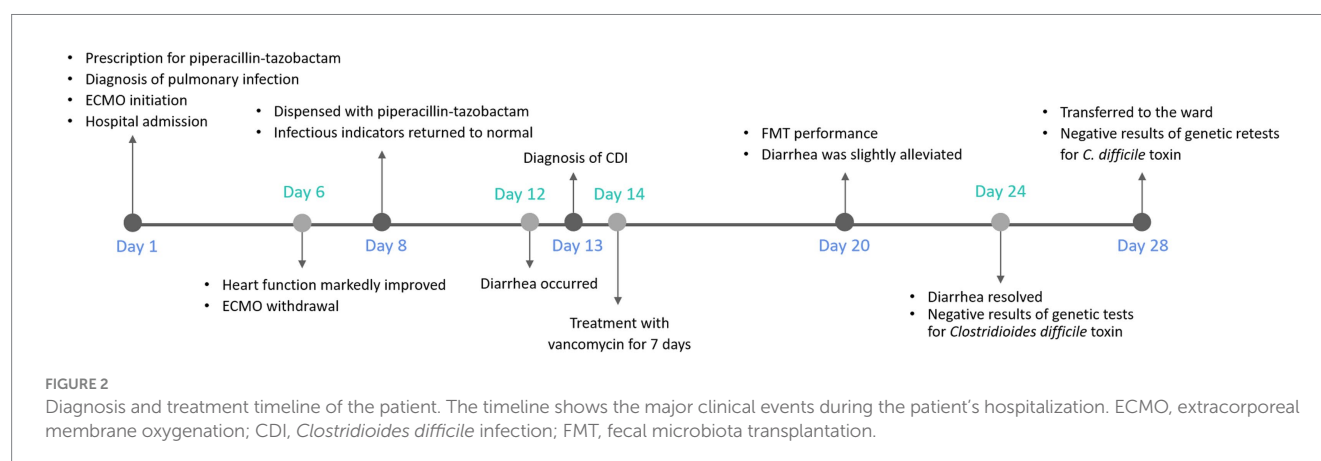 • Prescription for piperacillin-tazobactam
• Diagnosis of pulmonary infection
• ECMO initiation
• Hospital admission
Day 1
Day 6
• Heart function markedly improved
• ECMO withdrawal
• Dispensed with piperacillin-tazobactam
• Infectious indicators returned to normal
Day 8
Day 12
Diarrhea occurred
Diagnosis of CDI
Day 13
Day 14
Treatment with
vancomycin for 7 days
• FMT performance
• Diarrhea was slightly alleviated
Day 20
Day 24
• Diarrhea resolved
• Negative results of genetic tests
for Clostridioides difficile toxin
• Transferred to the ward
• Negative results of genetic retests
for C. difficile toxin
Day 28
FIGURE 2
Diagnosis and treatment timeline of the patient. The timeline shows the major clinical events during the patient's hospitalization. ECMO, extracorporeal
membrane oxygenation; CDI, Clostridioides difficile infection; FMT, fecal microbiota transplantation.